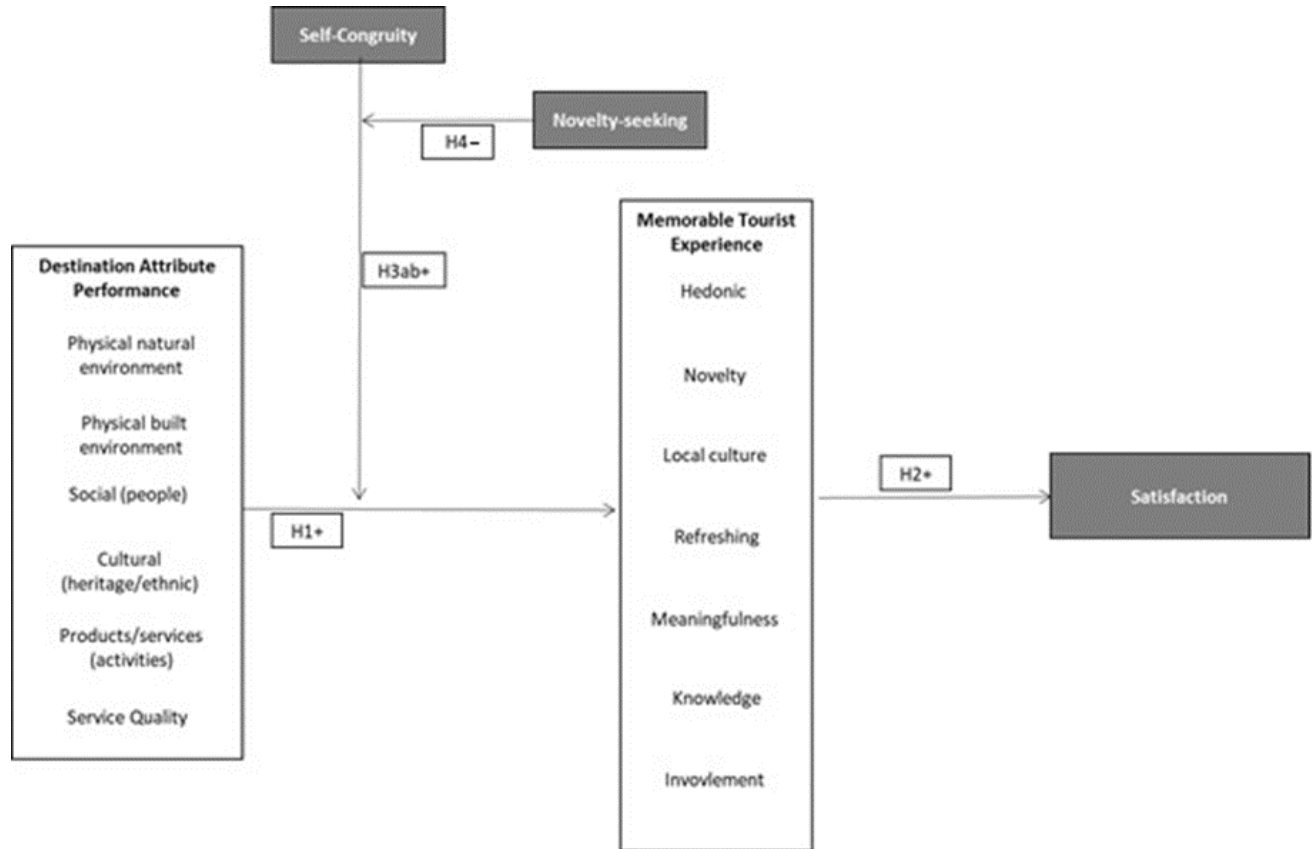 Self-Congruity
Novelty-seeking
H4–
H3ab+
Destination Attribute
Performance
Physical natural
environment
Physical built
environment
Social (people)
Cultural
(heritage/ethnic)
Products/services
(activities)
Service Quality
H1+
Memorable Tourist
Experience
Hedonic
Novelty
Local culture
Refreshing
Meaningfulness
Knowledge
Invovlement
H2+
Satisfaction